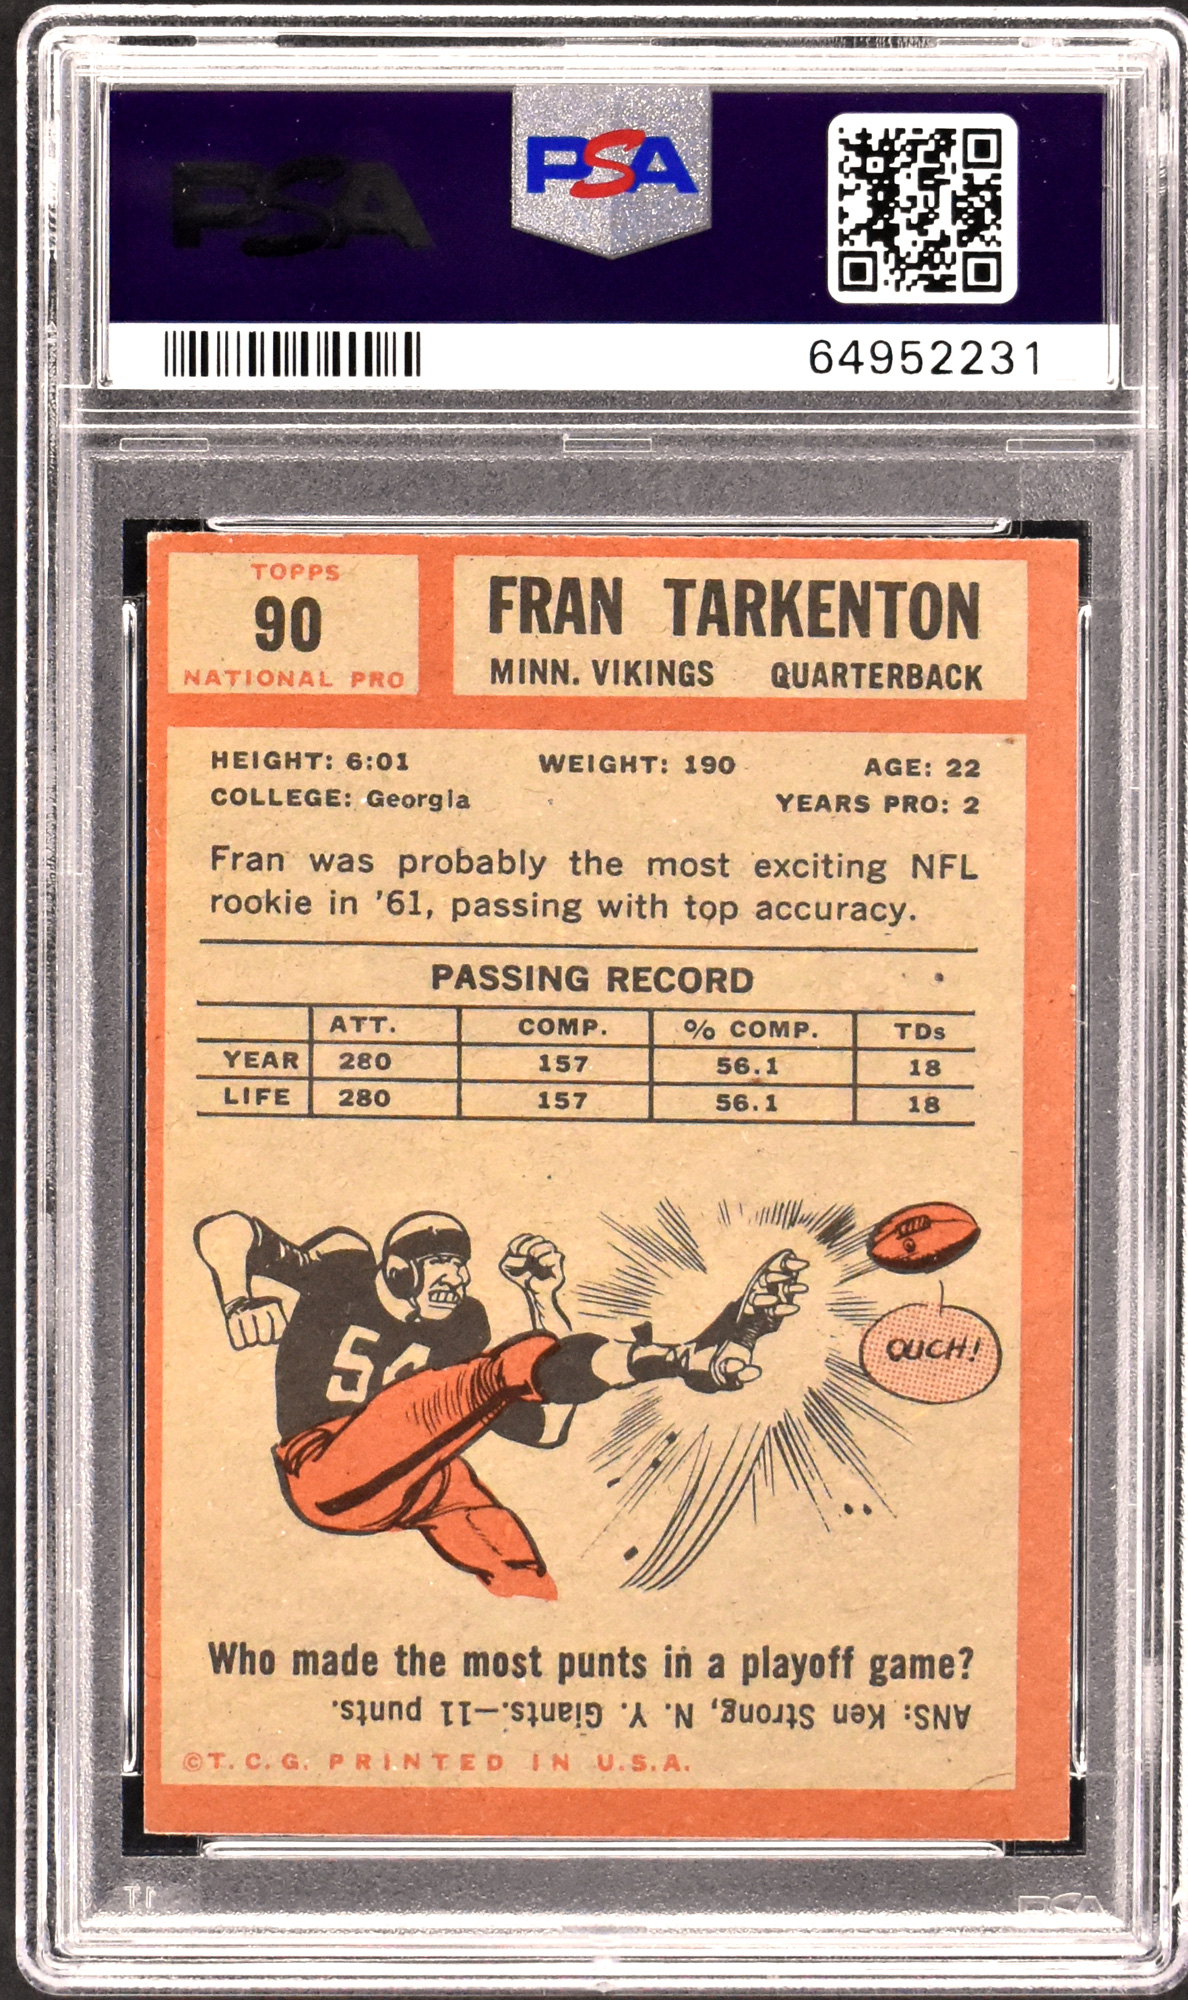 PSA
PSA
64952231
TOPPS
90
NATIONAL PRO
FRAN TARKENTON
MINN. VIKINGS QUARTERBACK
HEIGHT: 6:01 WEIGHT: 190 AGE: 22
COLLEGE: Georgia YEARS PRO: 2
Fran was probably the most exciting NFL
rookie in '61, passing with top accuracy.
PASSING RECORD
ATT. COMP. % COMP. TDs
YEAR 280 157 56.1 18
LIFE 280 157 56.1 18
OUCH!
Who made the most punts in a playoff game?
ANS: Ken Strong, N. Y. Giants.—11 punts.
©T. C. G. PRINTED IN U.S.A.
PSA